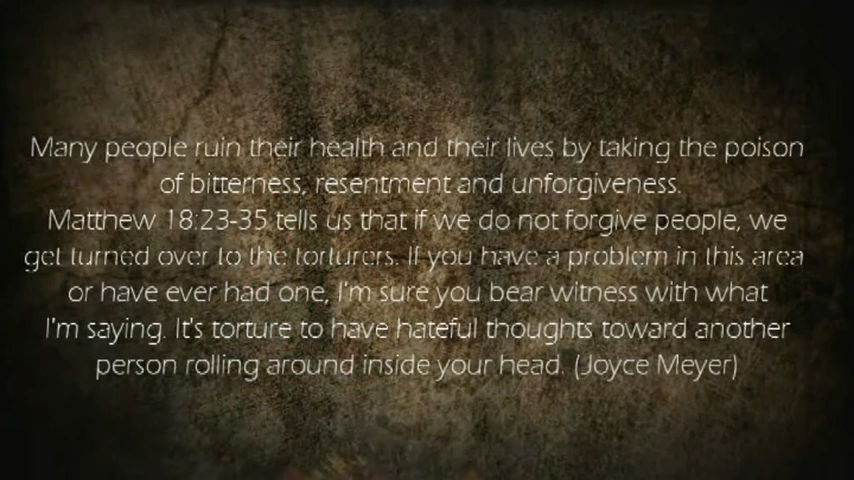 Many people ruin their health and their lives by taking the poison
of bitterness, resentment and unforgiveness.
Matthew 18:23-35 tells us that if we do not forgive people, we
get turned over to the torturers. If you have a problem in this area
or have ever had one, I'm sure you bear witness with what
I'm saying. It's torture to have hateful thoughts toward another
person rolling around inside your head. (Joyce Meyer)